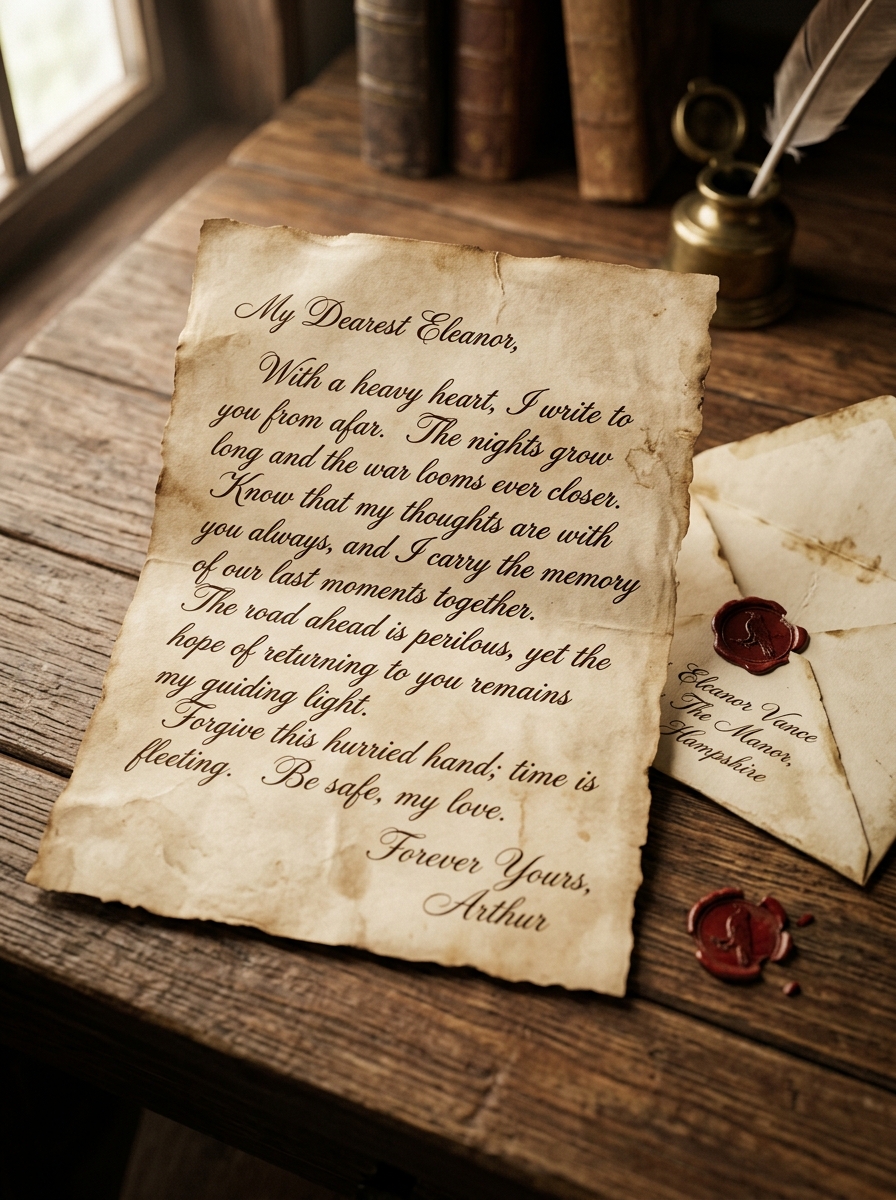 My Dearest Eleanor,
With a heavy heart, I write to
you from afar. The nights grow
long and the war looms ever closer.
Know that my thoughts are with
you always, and I carry the memory
of our last moments together.
The road ahead is perilous, yet the
hope of returning to you remains
my guiding light.
Forgive this hurried hand; time is
fleeting. Be safe, my love.
Forever Yours,
Arthur
Eleanor Vance
The Manor,
Hampshire